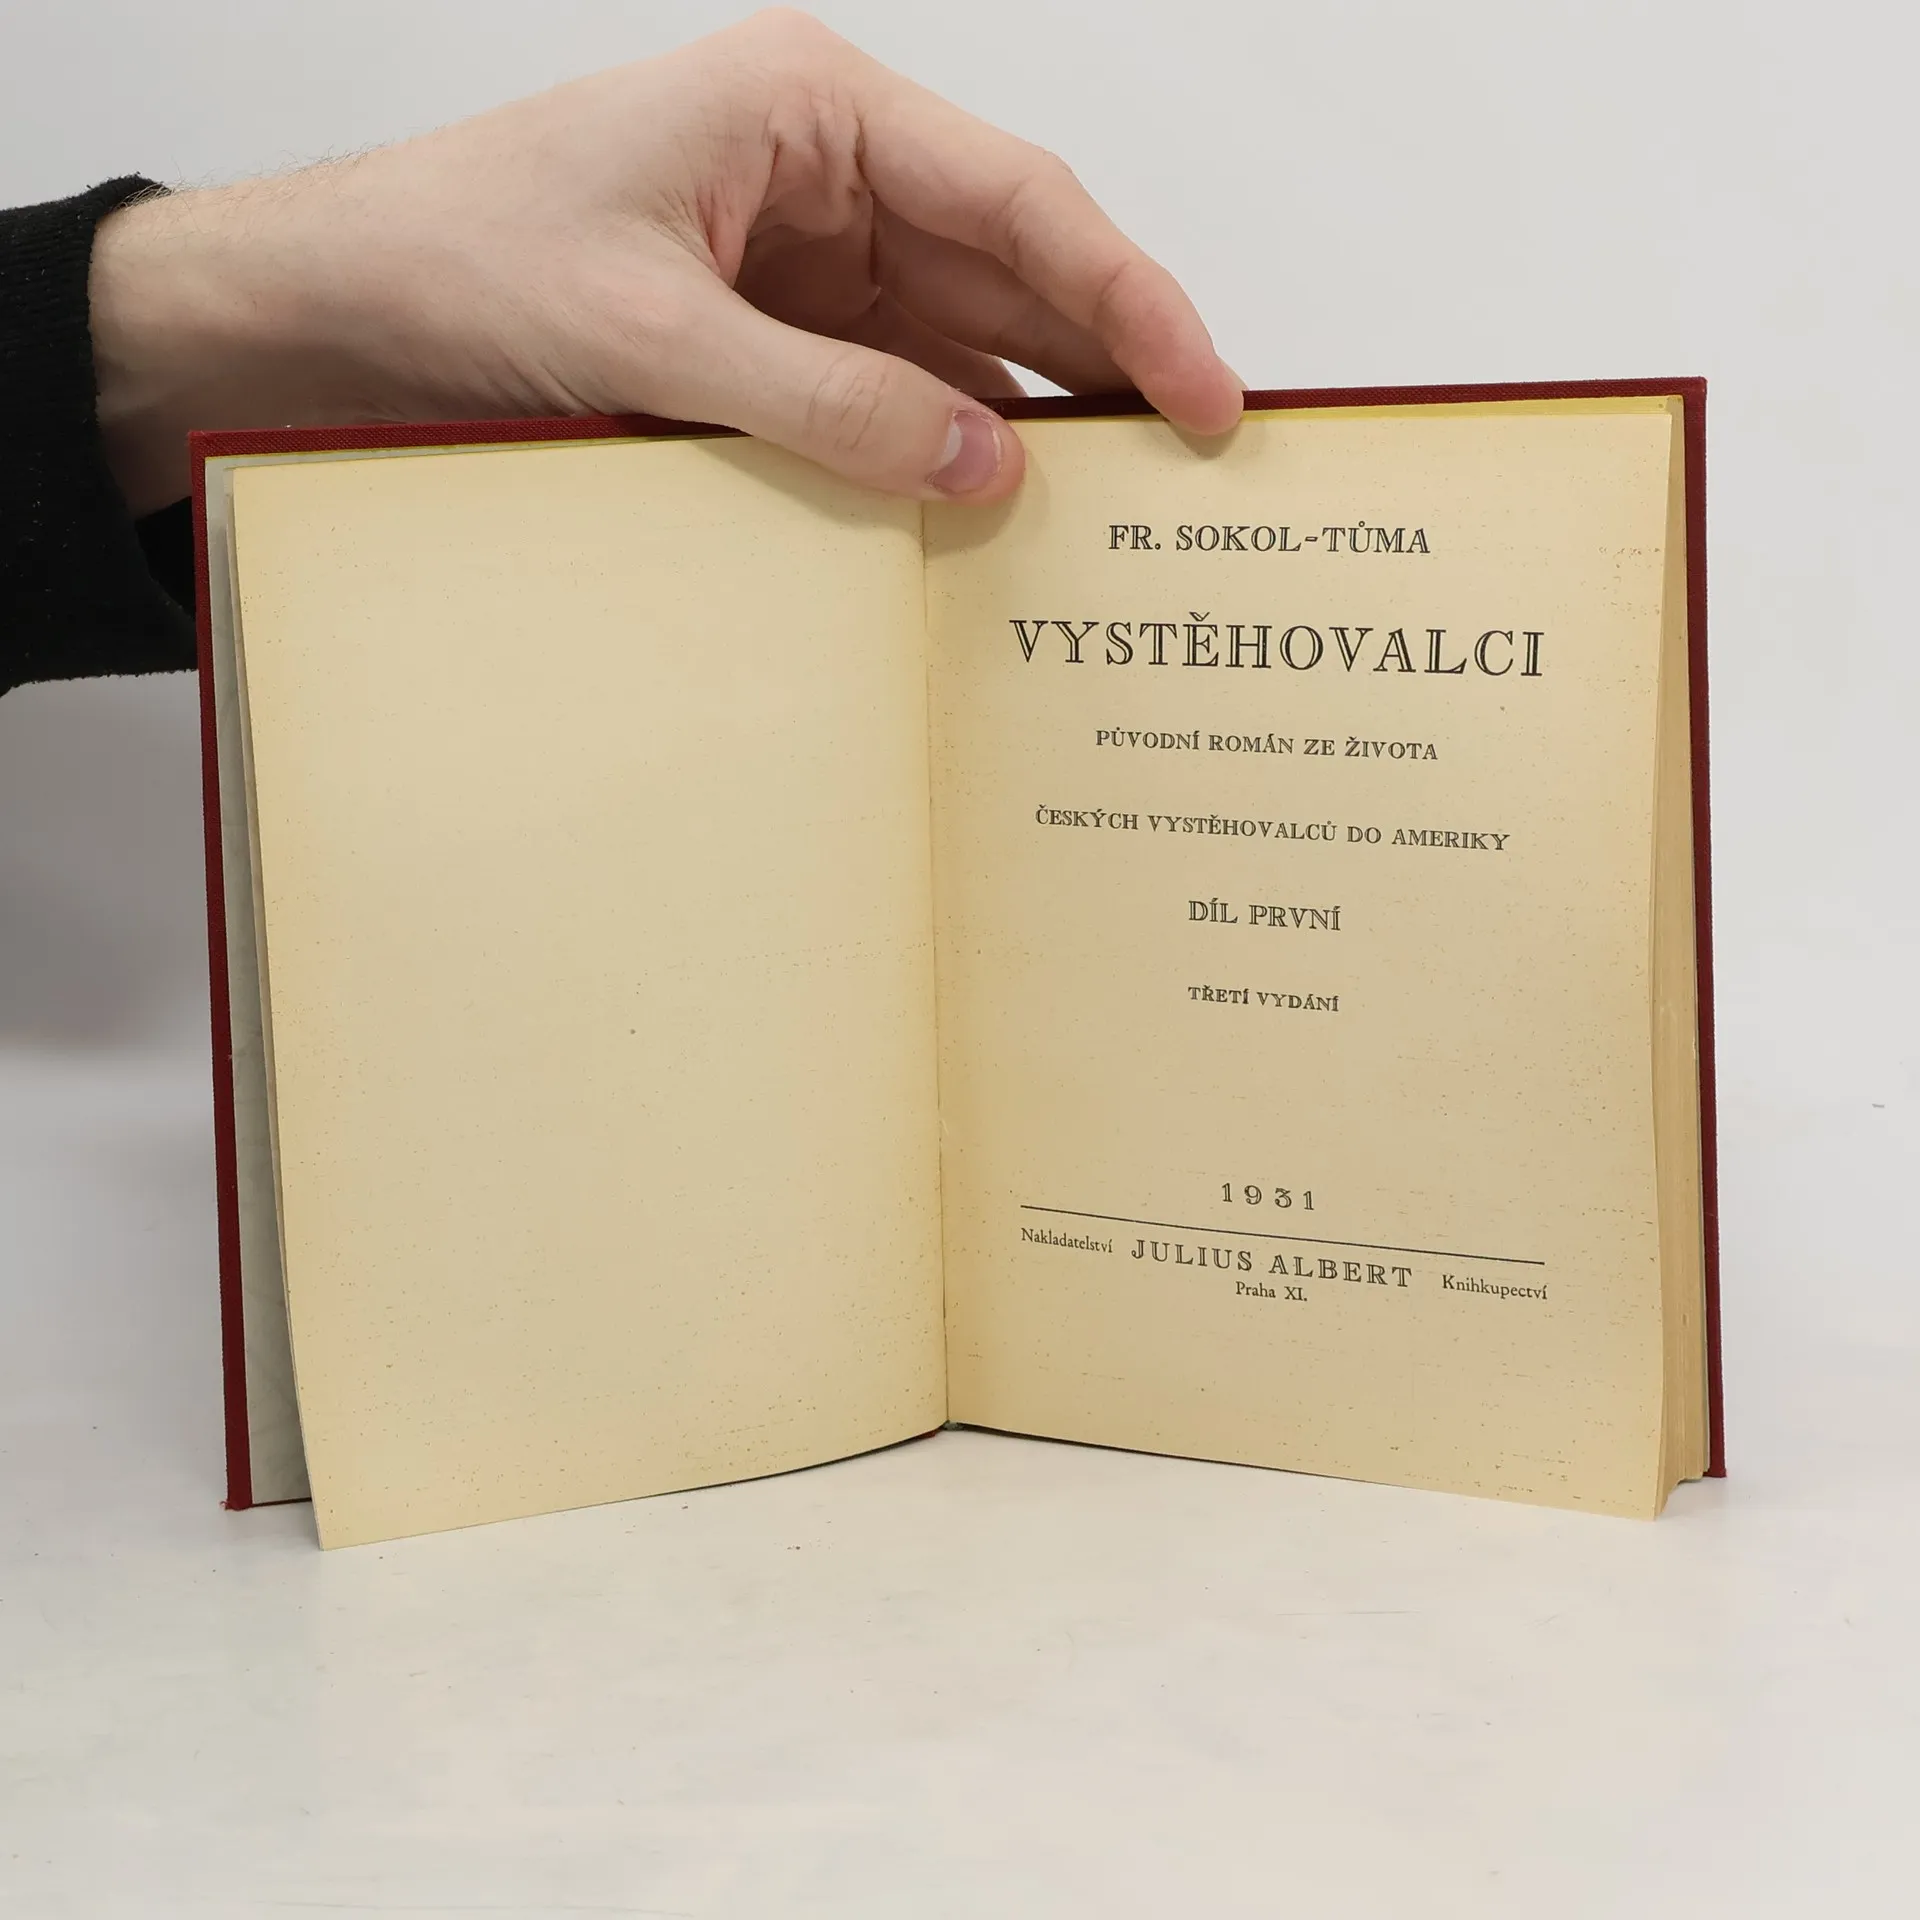 FR. SOKOL-TŮMA
VYSTĚHOVALCI
PŮVODNÍ ROMÁN ZE ŽIVOTA
ČESKÝCH VYSTĚHOVALCŮ DO AMERIKY
DÍL PRVNÍ
TŘETÍ VYDÁNÍ
1931
Nakladatelství JULIUS ALBERT Knihkupectví
Praha XI.